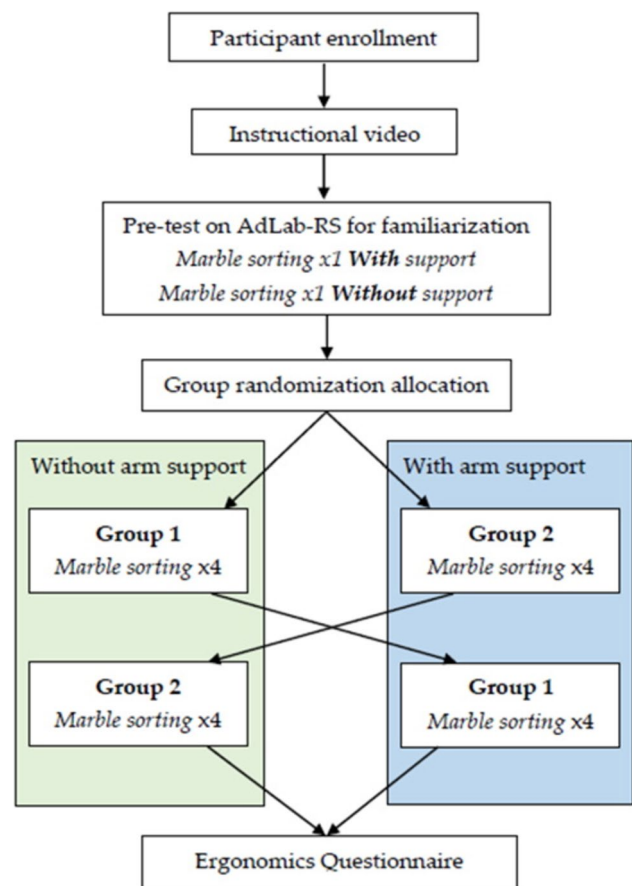 Participant enrollment
Instructional video
Pre-test on AdLab-RS for familiarization
Marble sorting x1 With support
Marble sorting x1 Without support
Group randomization allocation
Without arm support
With arm support
Group 1
Marble sorting x4
Group 2
Marble sorting x4
Group 2
Marble sorting x4
Group 1
Marble sorting x4
Ergonomics Questionnaire